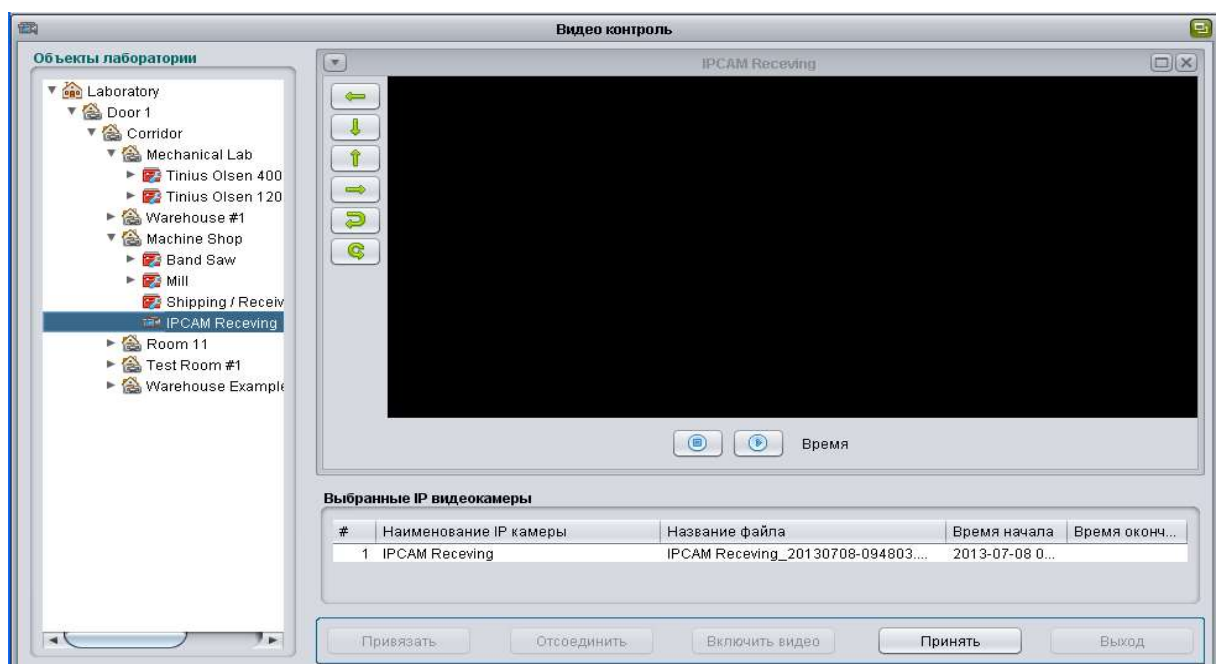 Видео контроль
Объекты лаборатории
Laboratory
Door 1
Corridor
Mechanical Lab
Tinius Olsen 400
Tinius Olsen 120
Warehouse #1
Machine Shop
Band Saw
Mill
Shipping / Receiv
IPCAM Receving
Room 11
Test Room #1
Warehouse Example
IPCAM Receving
Время
Выбранные IP видеокамеры
# Наименование IP камеры Название файла Время начала Время оконч...
1 IPCAM Receving IPCAM Receving_20130708-094803.... 2013-07-08 0...
Привязать Отсоединить Включить видео Принять Выход